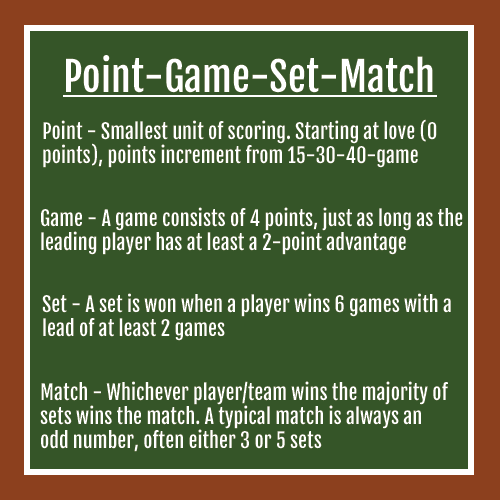 Point-Game-Set-Match
Point - Smallest unit of scoring. Starting at love (0
points), points increment from 15-30-40-game
Game - A game consists of 4 points, just as long as the
leading player has at least a 2-point advantage
Set - A set is won when a player wins 6 games with a
lead of at least 2 games
Match - Whichever player/team wins the majority of
sets wins the match. A typical match is always an
odd number, often either 3 or 5 sets